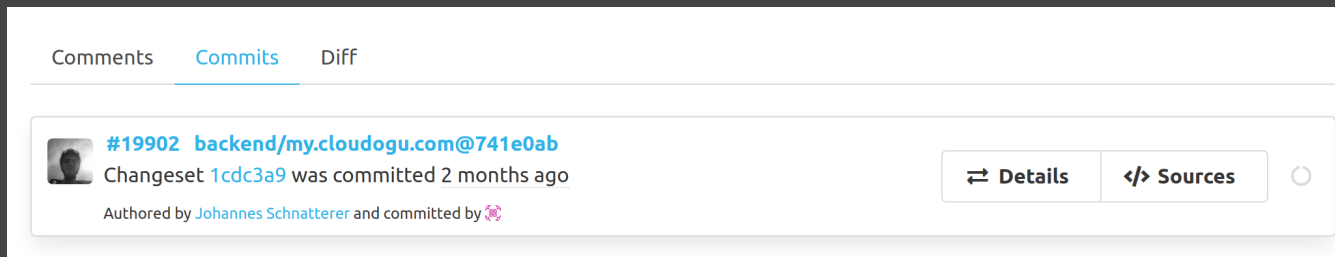 Comments Commits Diff
#19902 backend/my.cloudogu.com@741e0ab
Changeset 1cdc3a9 was committed 2 months ago
Details </> Sources
Authored by Johannes Schnatterer and committed by